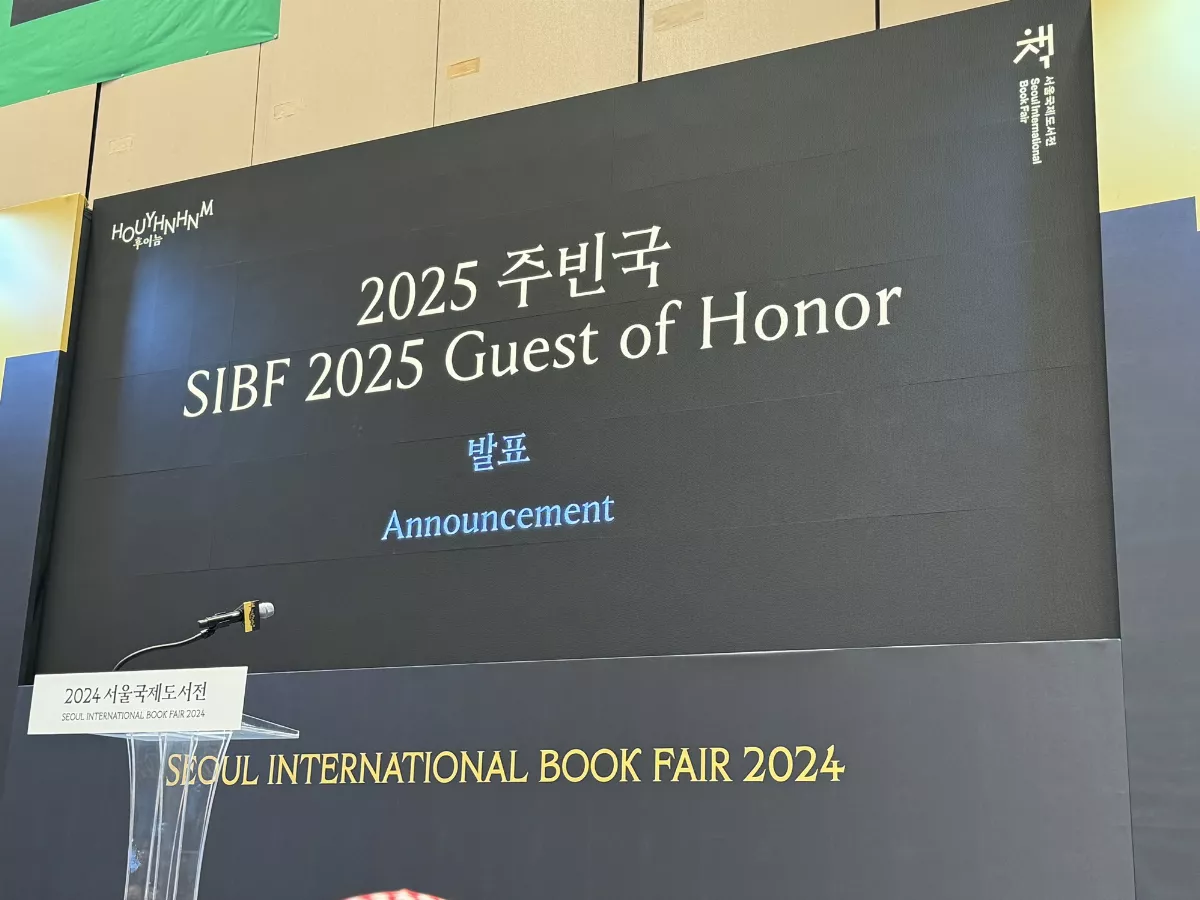 HOUYHNHNM
후이늠
책
서울국제도서전
Seoul International
Book Fair
2025 주빈국
SIBF 2025 Guest of Honor
발표
Announcement
2024 서울국제도서전
SEOUL INTERNATIONAL BOOK FAIR 2024
SEOUL INTERNATIONAL BOOK FAIR 2024